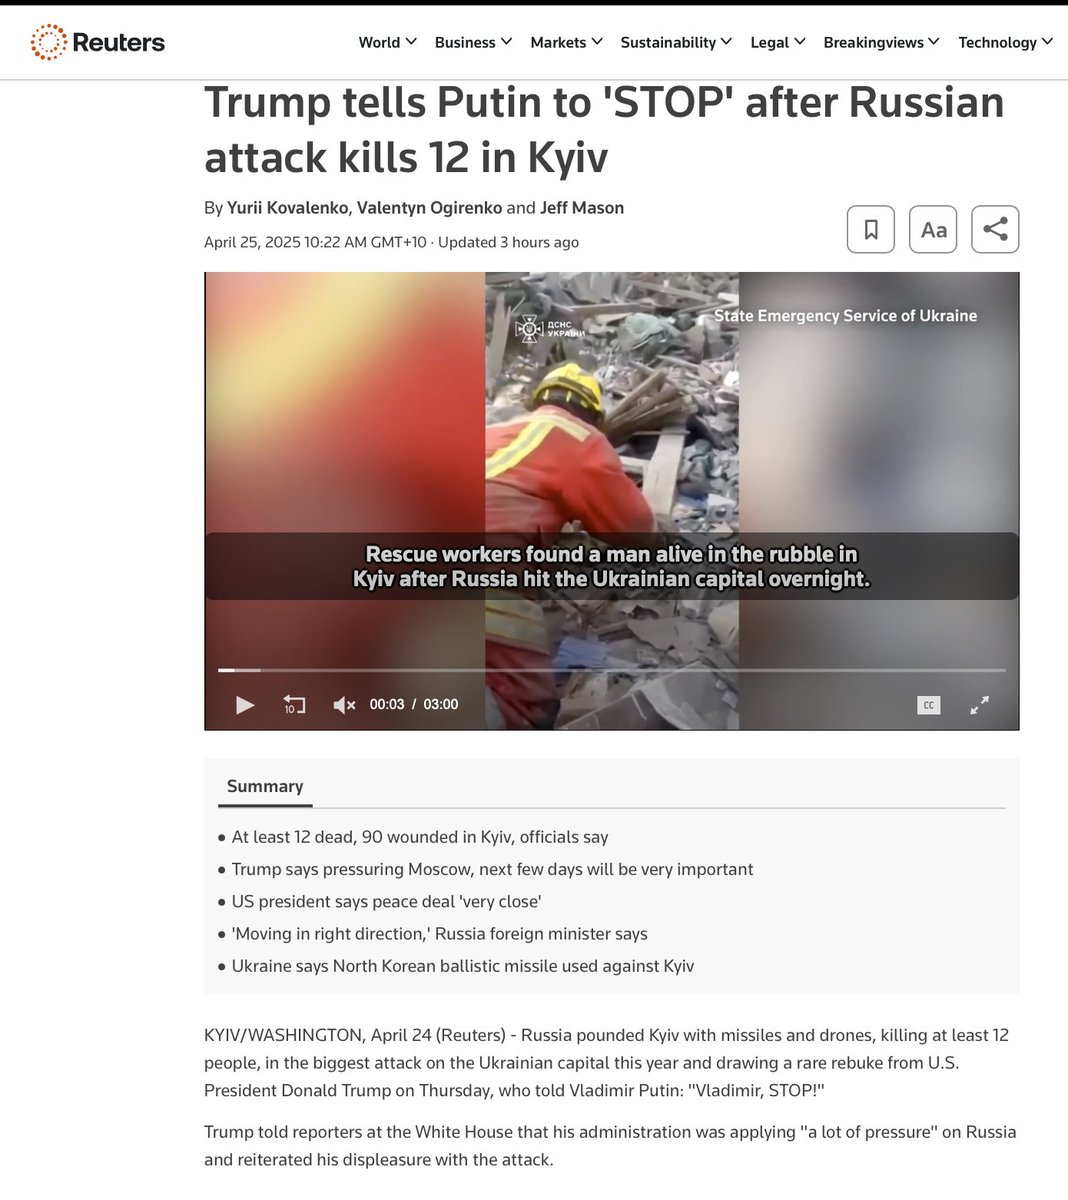 Reuters
World Business Markets Sustainability Legal Breakingviews Technology
Trump tells Putin to 'STOP' after Russian
attack kills 12 in Kyiv
By Yurii Kovalenko, Valentyn Ogirenko and Jeff Mason
April 25, 2025 10:22 AM GMT+10 · Updated 3 hours ago
Aa
State Emergency Service of Ukraine
ДСНС
УКРАЇНИ
Rescue workers found a man alive in the rubble in
Kyiv after Russia hit the Ukrainian capital overnight.
10
00:03 / 03:00
CC
Summary
• At least 12 dead, 90 wounded in Kyiv, officials say
• Trump says pressuring Moscow, next few days will be very important
• US president says peace deal 'very close'
• 'Moving in right direction,' Russia foreign minister says
• Ukraine says North Korean ballistic missile used against Kyiv
KYIV/WASHINGTON, April 24 (Reuters) - Russia pounded Kyiv with missiles and drones, killing at least 12
people, in the biggest attack on the Ukrainian capital this year and drawing a rare rebuke from U.S.
President Donald Trump on Thursday, who told Vladimir Putin: "Vladimir, STOP!"
Trump told reporters at the White House that his administration was applying "a lot of pressure" on Russia
and reiterated his displeasure with the attack.